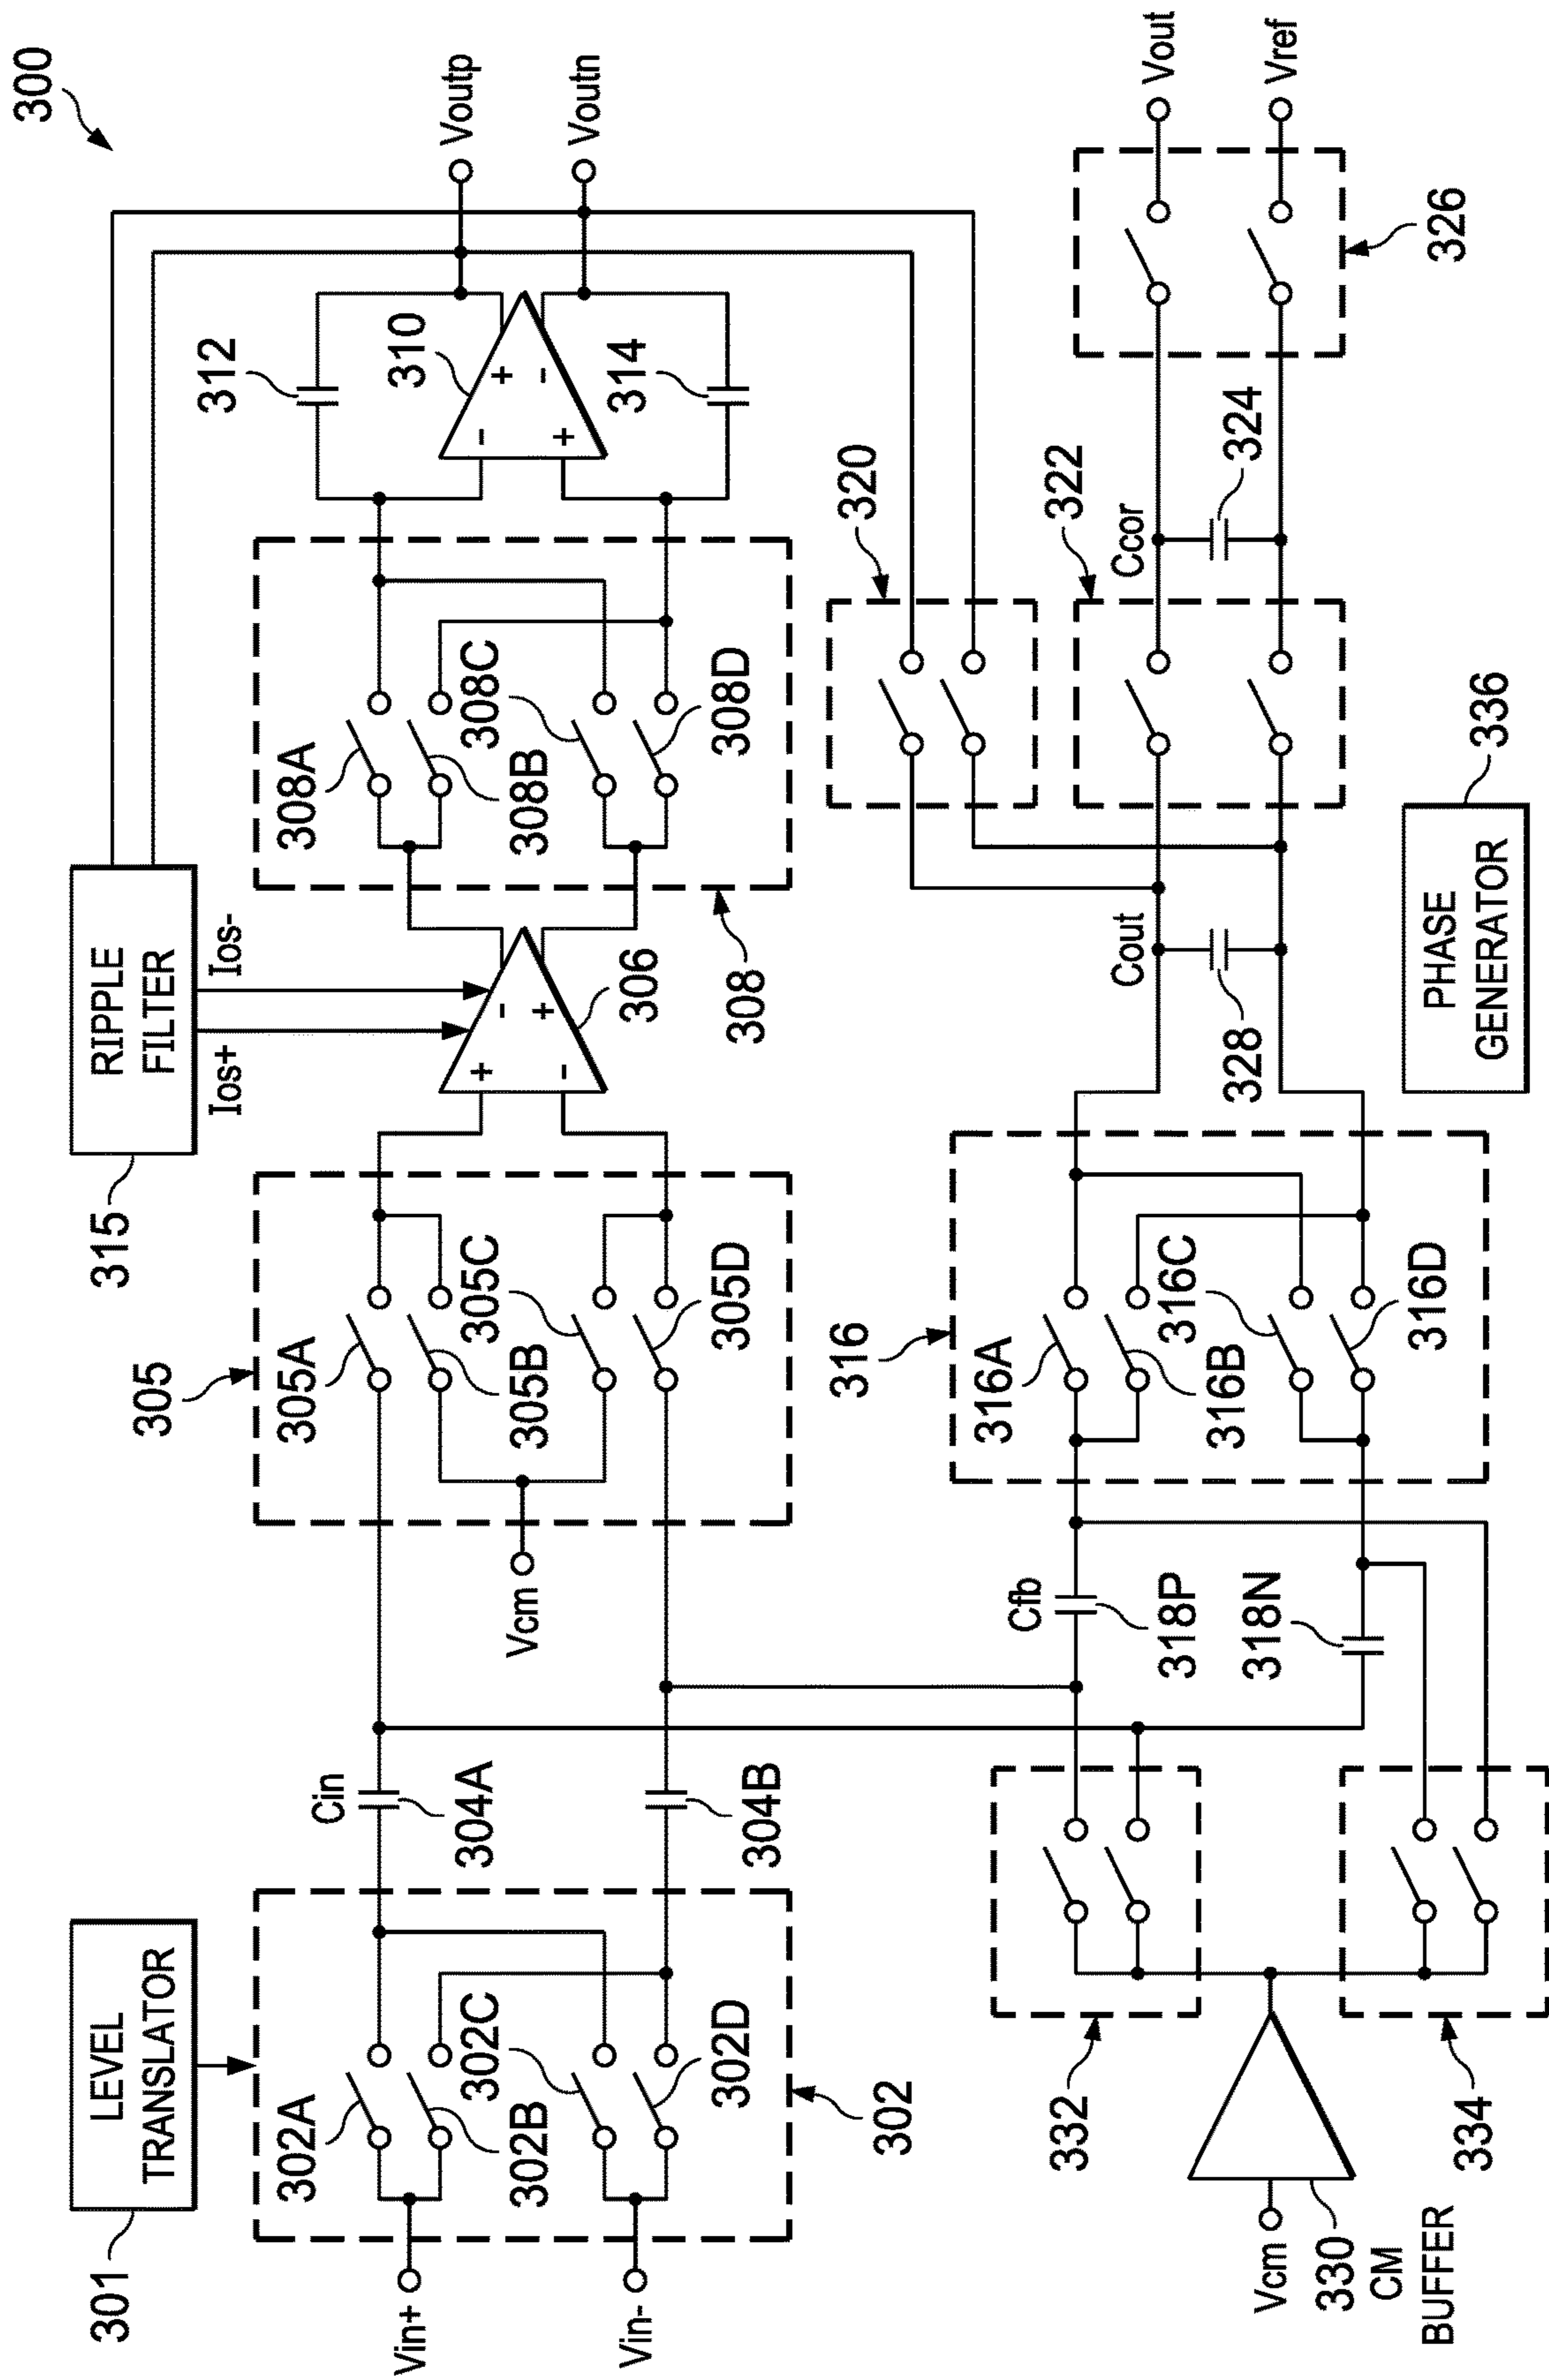 300
301
LEVEL
TRANSLATOR
315
RIPPLE
FILTER
Ios+
Ios-
Vin+
Vin-
302A
302B
302C
302D
302
Cin
304A
304B
Vcm
305
305A
305B
305C
305D
+
-
-
+
306
308A
308B
308C
308D
308
312
-
+
+
-
310
314
Voutp
Voutn
Vcm
330
CM
BUFFER
332
334
Cfb
318P
318N
316
316A
316B
316C
316D
Cout
328
320
322
Ccor
324
326
Vout
Vref
PHASE
GENERATOR
336